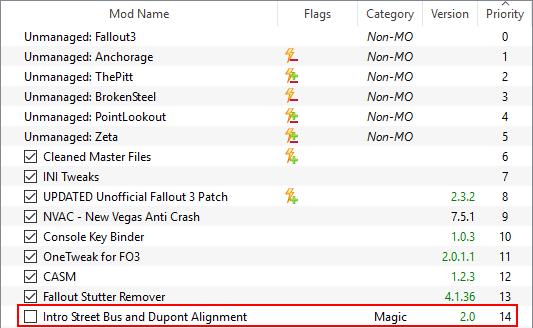 Mod Name Flags Category Version Priority
Unmanaged: Fallout3 Non-MO 0
Unmanaged: Anchorage Non-MO 1
Unmanaged: ThePitt Non-MO 2
Unmanaged: BrokenSteel Non-MO 3
Unmanaged: PointLookout Non-MO 4
Unmanaged: Zeta Non-MO 5
Cleaned Master Files 6
INI Tweaks 7
UPDATED Unofficial Fallout 3 Patch 2.3.2 8
NVAC - New Vegas Anti Crash 7.5.1 9
Console Key Binder 1.0.3 10
OneTweak for FO3 2.0.1.1 11
CASM 1.2.3 12
Fallout Stutter Remover 4.1.36 13
Intro Street Bus and Dupont Alignment Magic 2.0 14